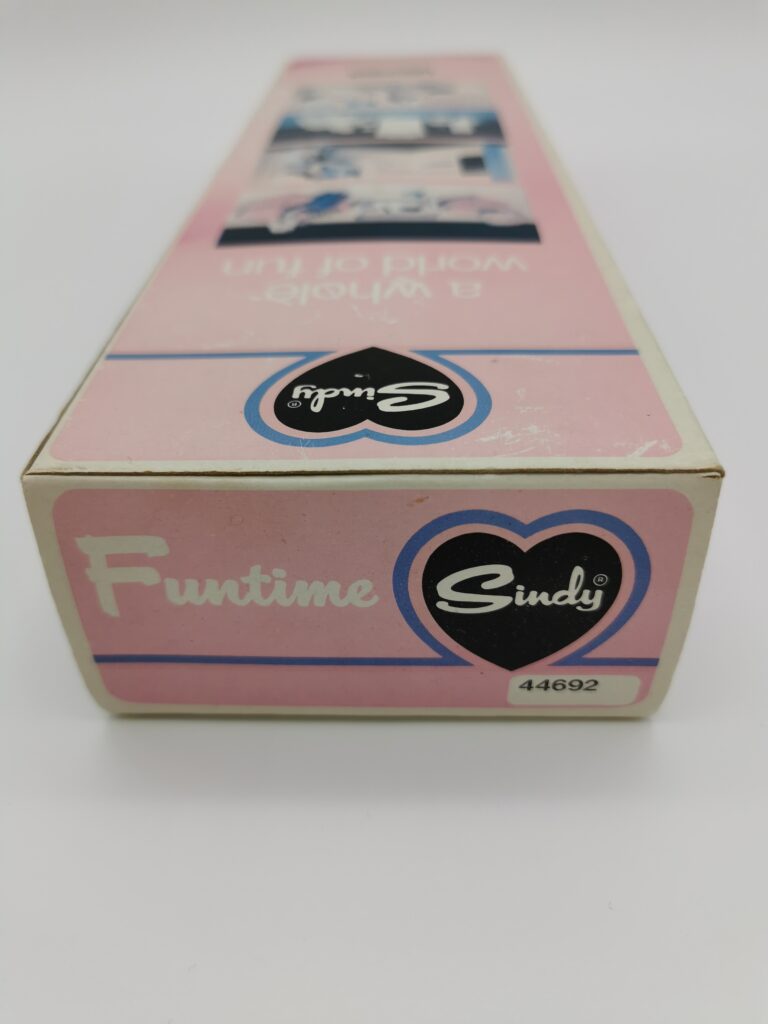 a whole
world of fun
Sindy®
Funtime
Sindy®
44692